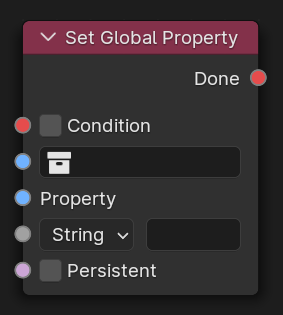 Set Global Property
Done
Condition
Property
String
Persistent